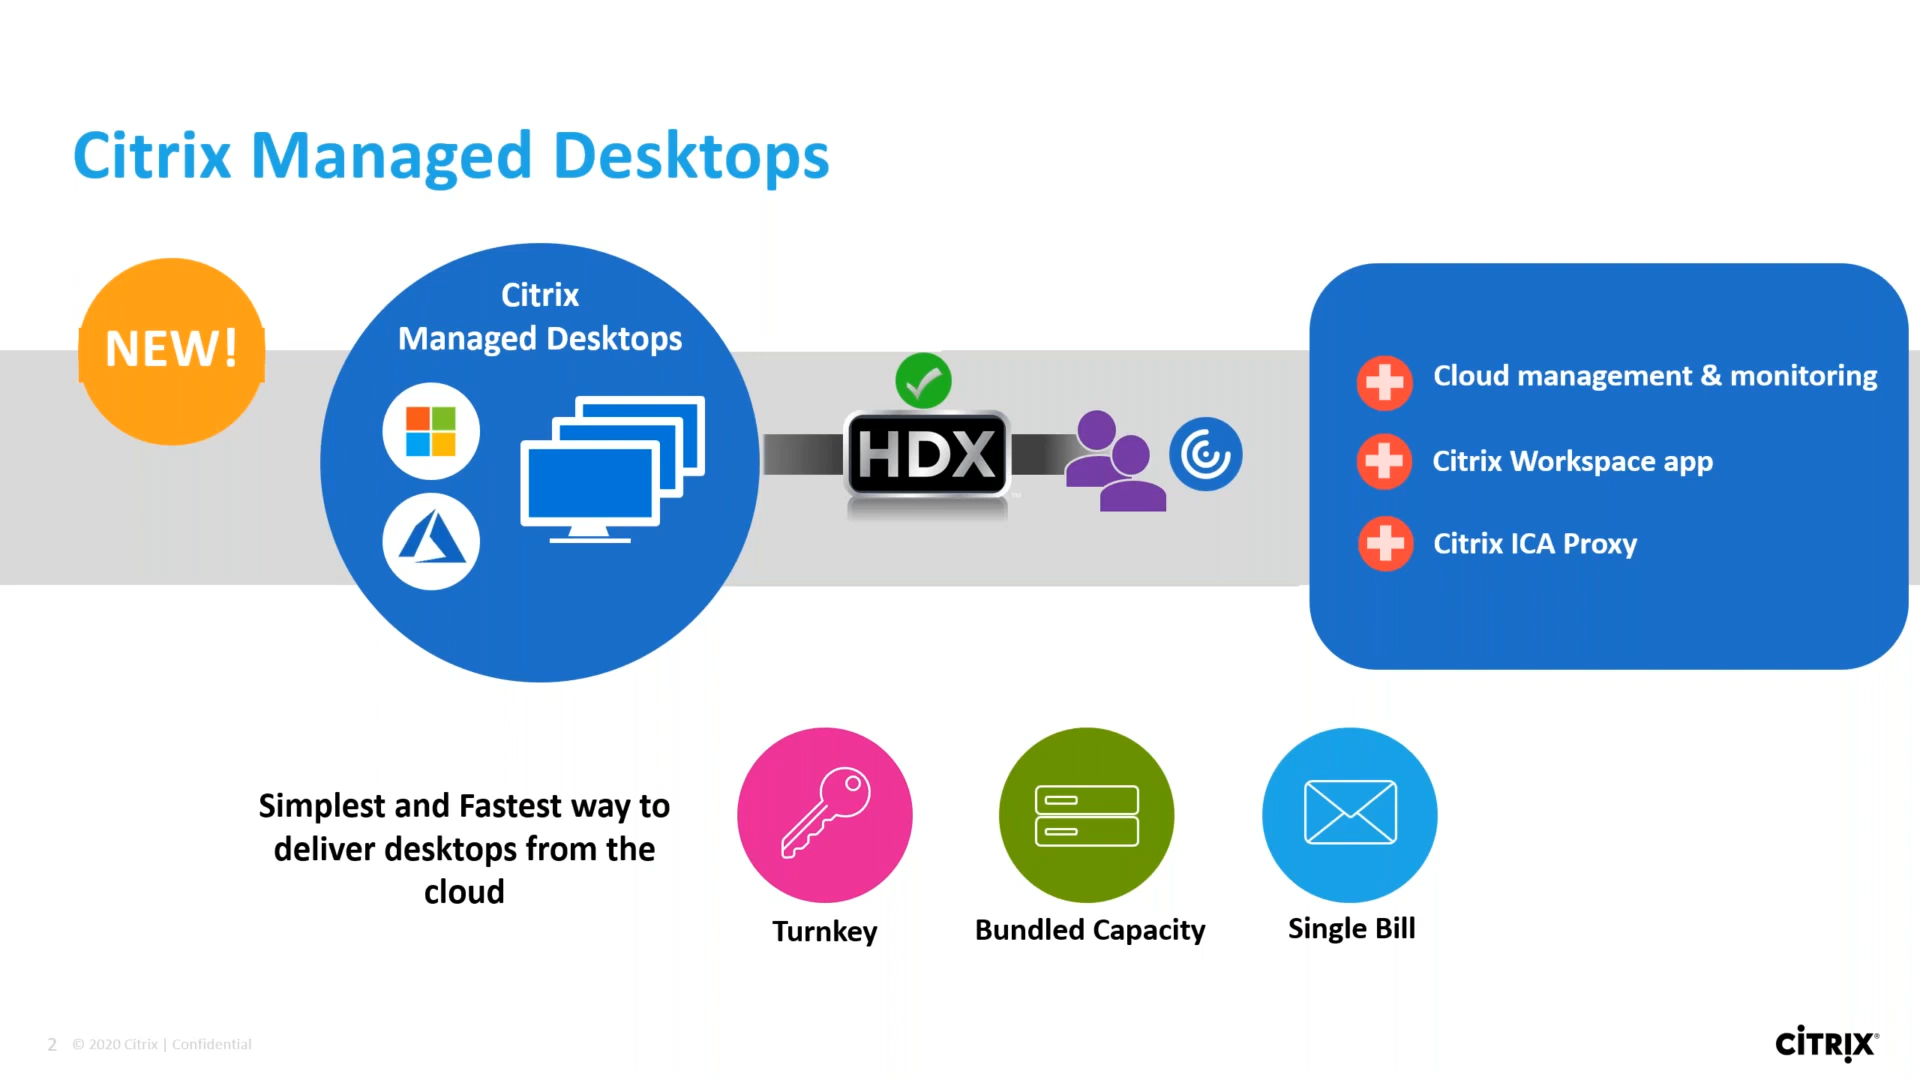 Citrix Managed Desktops
NEW!
Citrix
Managed Desktops
HDX
™
Cloud management & monitoring
Citrix Workspace app
Citrix ICA Proxy
Simplest and Fastest way to
deliver desktops from the
cloud
Turnkey
Bundled Capacity
Single Bill
2 © 2020 Citrix | Confidential
CiTRIX®